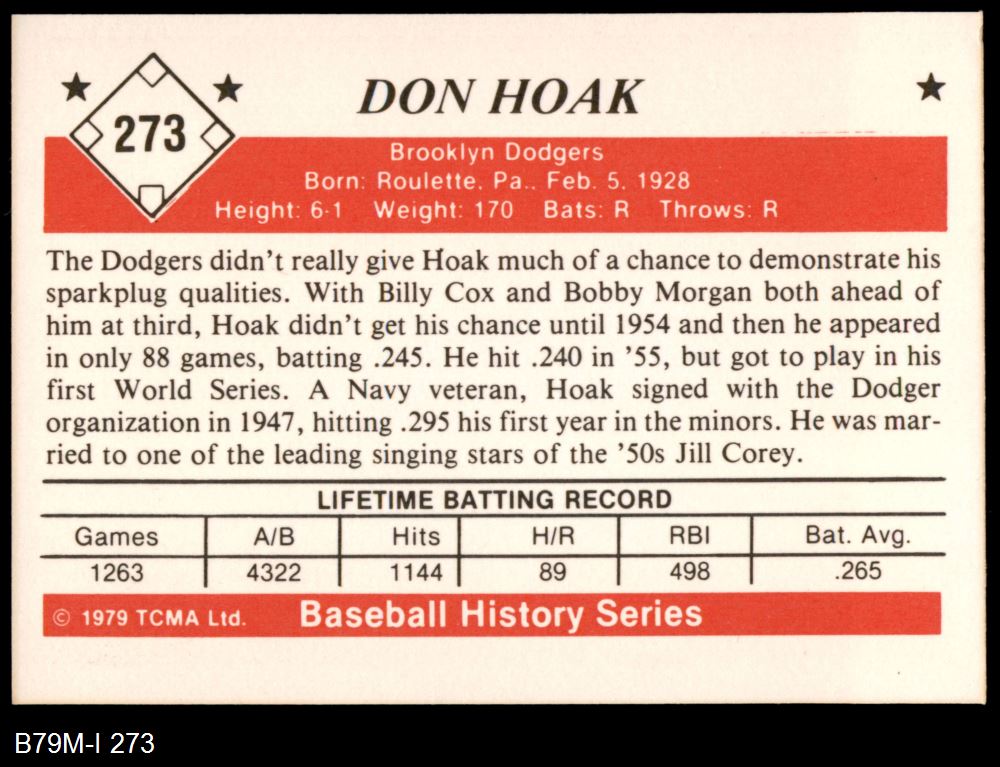 273
DON HOAK
Brooklyn Dodgers
Born: Roulette, Pa., Feb. 5, 1928
Height: 6-1 Weight: 170 Bats: R Throws: R
The Dodgers didn't really give Hoak much of a chance to demonstrate his
sparkplug qualities. With Billy Cox and Bobby Morgan both ahead of
him at third, Hoak didn't get his chance until 1954 and then he appeared
in only 88 games, batting .245. He hit .240 in '55, but got to play in his
first World Series. A Navy veteran, Hoak signed with the Dodger
organization in 1947, hitting .295 his first year in the minors. He was mar-
ried to one of the leading singing stars of the '50s Jill Corey.
LIFETIME BATTING RECORD
Games A/B Hits H/R RBI Bat. Avg.
1263 4322 1144 89 498 .265
© 1979 TCMA Ltd. Baseball History Series
B79M-I 273